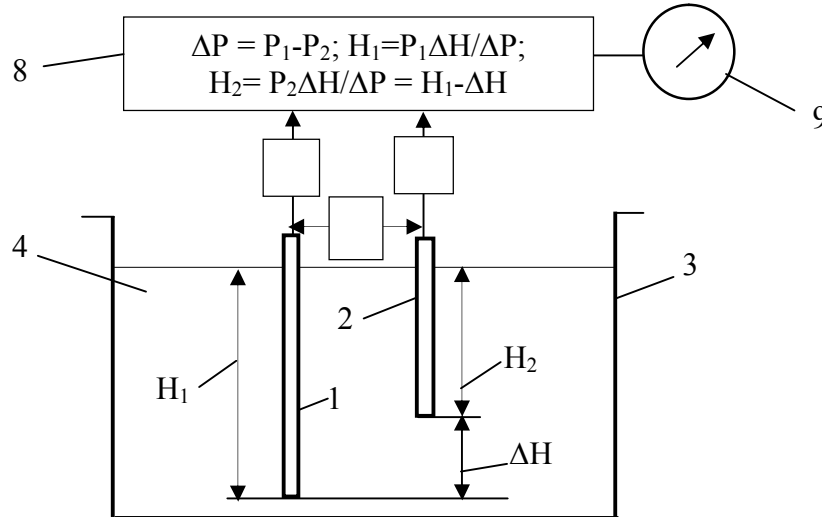 ΔP = P₁-P₂; H₁=P₁ΔH/ΔP;
H₂= P₂ΔH/ΔP = H₁-ΔH
8
9
4
3
2
H₁
1
H₂
ΔH